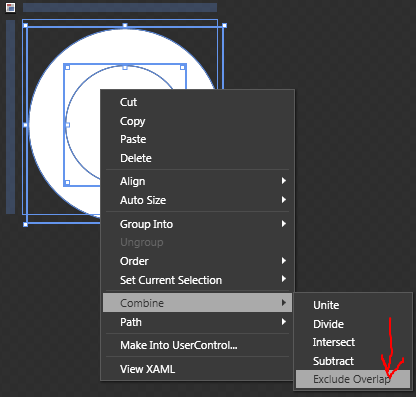 Cut
Copy
Paste
Delete
Align
Auto Size
Group Into
Ungroup
Order
Set Current Selection
Combine
Path
Make Into UserControl...
View XAML
Unite
Divide
Intersect
Subtract
Exclude Overlap